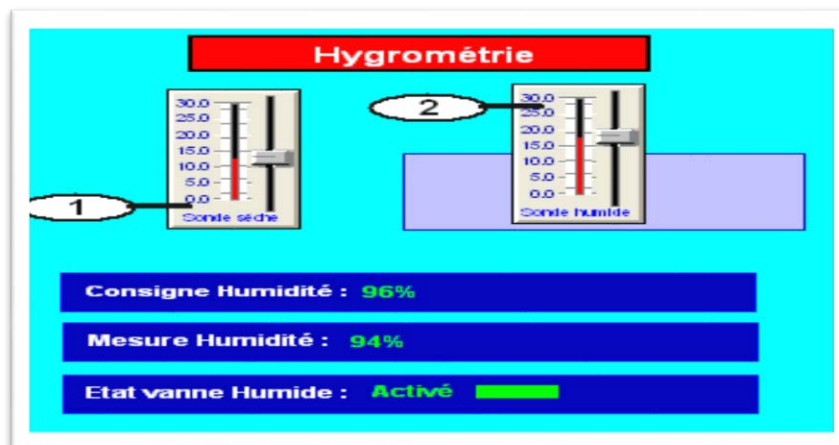 Hygrométrie
30.0
25.0
20.0
15.0
10.0
5.0
0.0
Sonde séche
1
2
30.0
25.0
20.0
15.0
10.0
5.0
0.0
Sonde humide
Consigne Humidité : 96%
Mesure Humidité : 94%
Etat vanne Humide : Activé